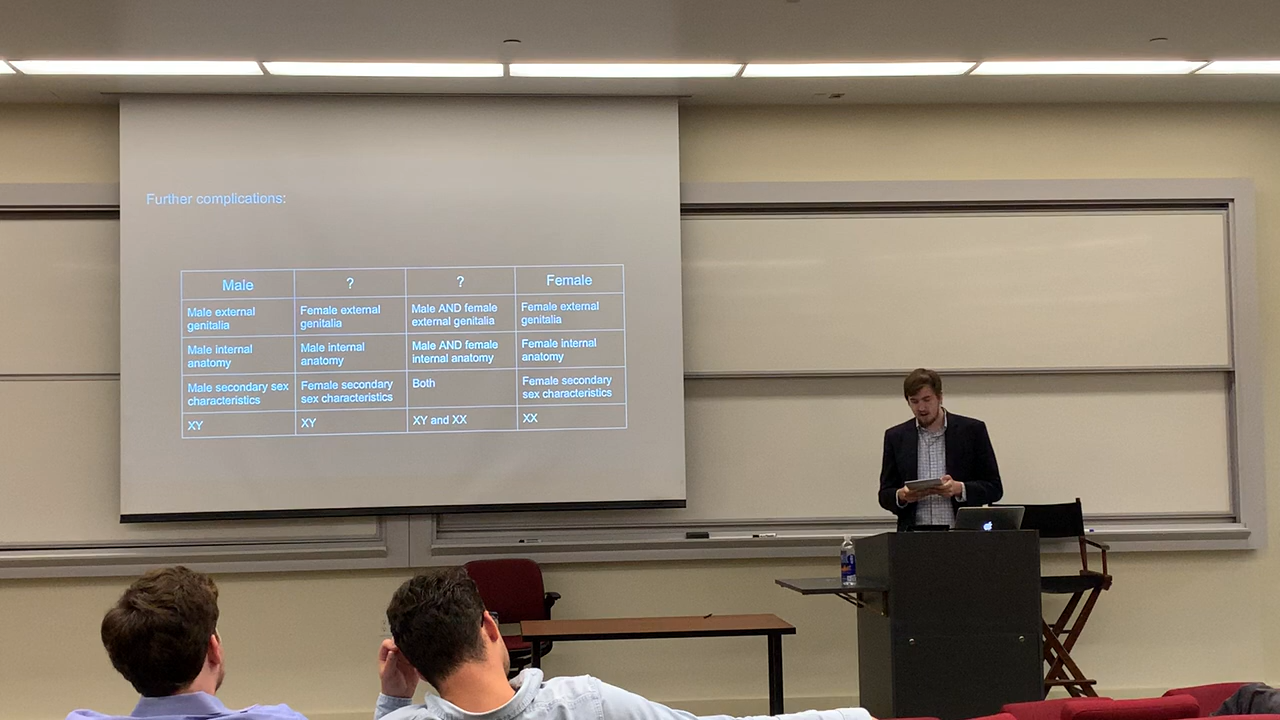 Further complications:
Male ? ? Female
Male external Female external Male AND female Female external
genitalia genitalia external genitalia genitalia
Male internal Male internal Male AND female Female internal
anatomy anatomy internal anatomy anatomy
Male secondary sex Female secondary Both Female secondary
characteristics sex characteristics sex characteristics
XY XY XY and XX XX